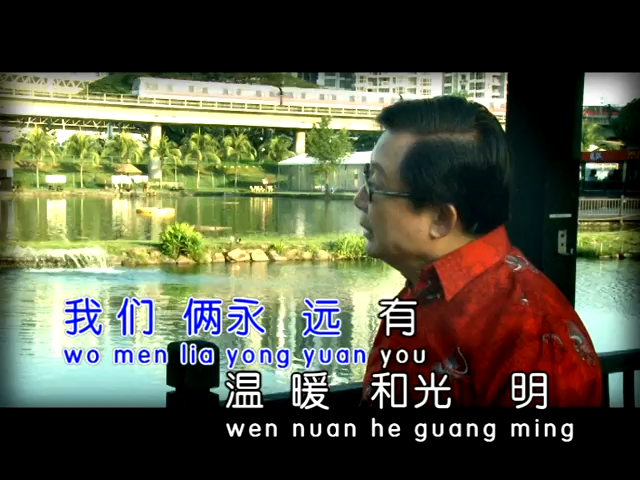 我们 俩永 远 有
wo men lia yong yuan you
温 暖 和光 明
wen nuan he guang ming